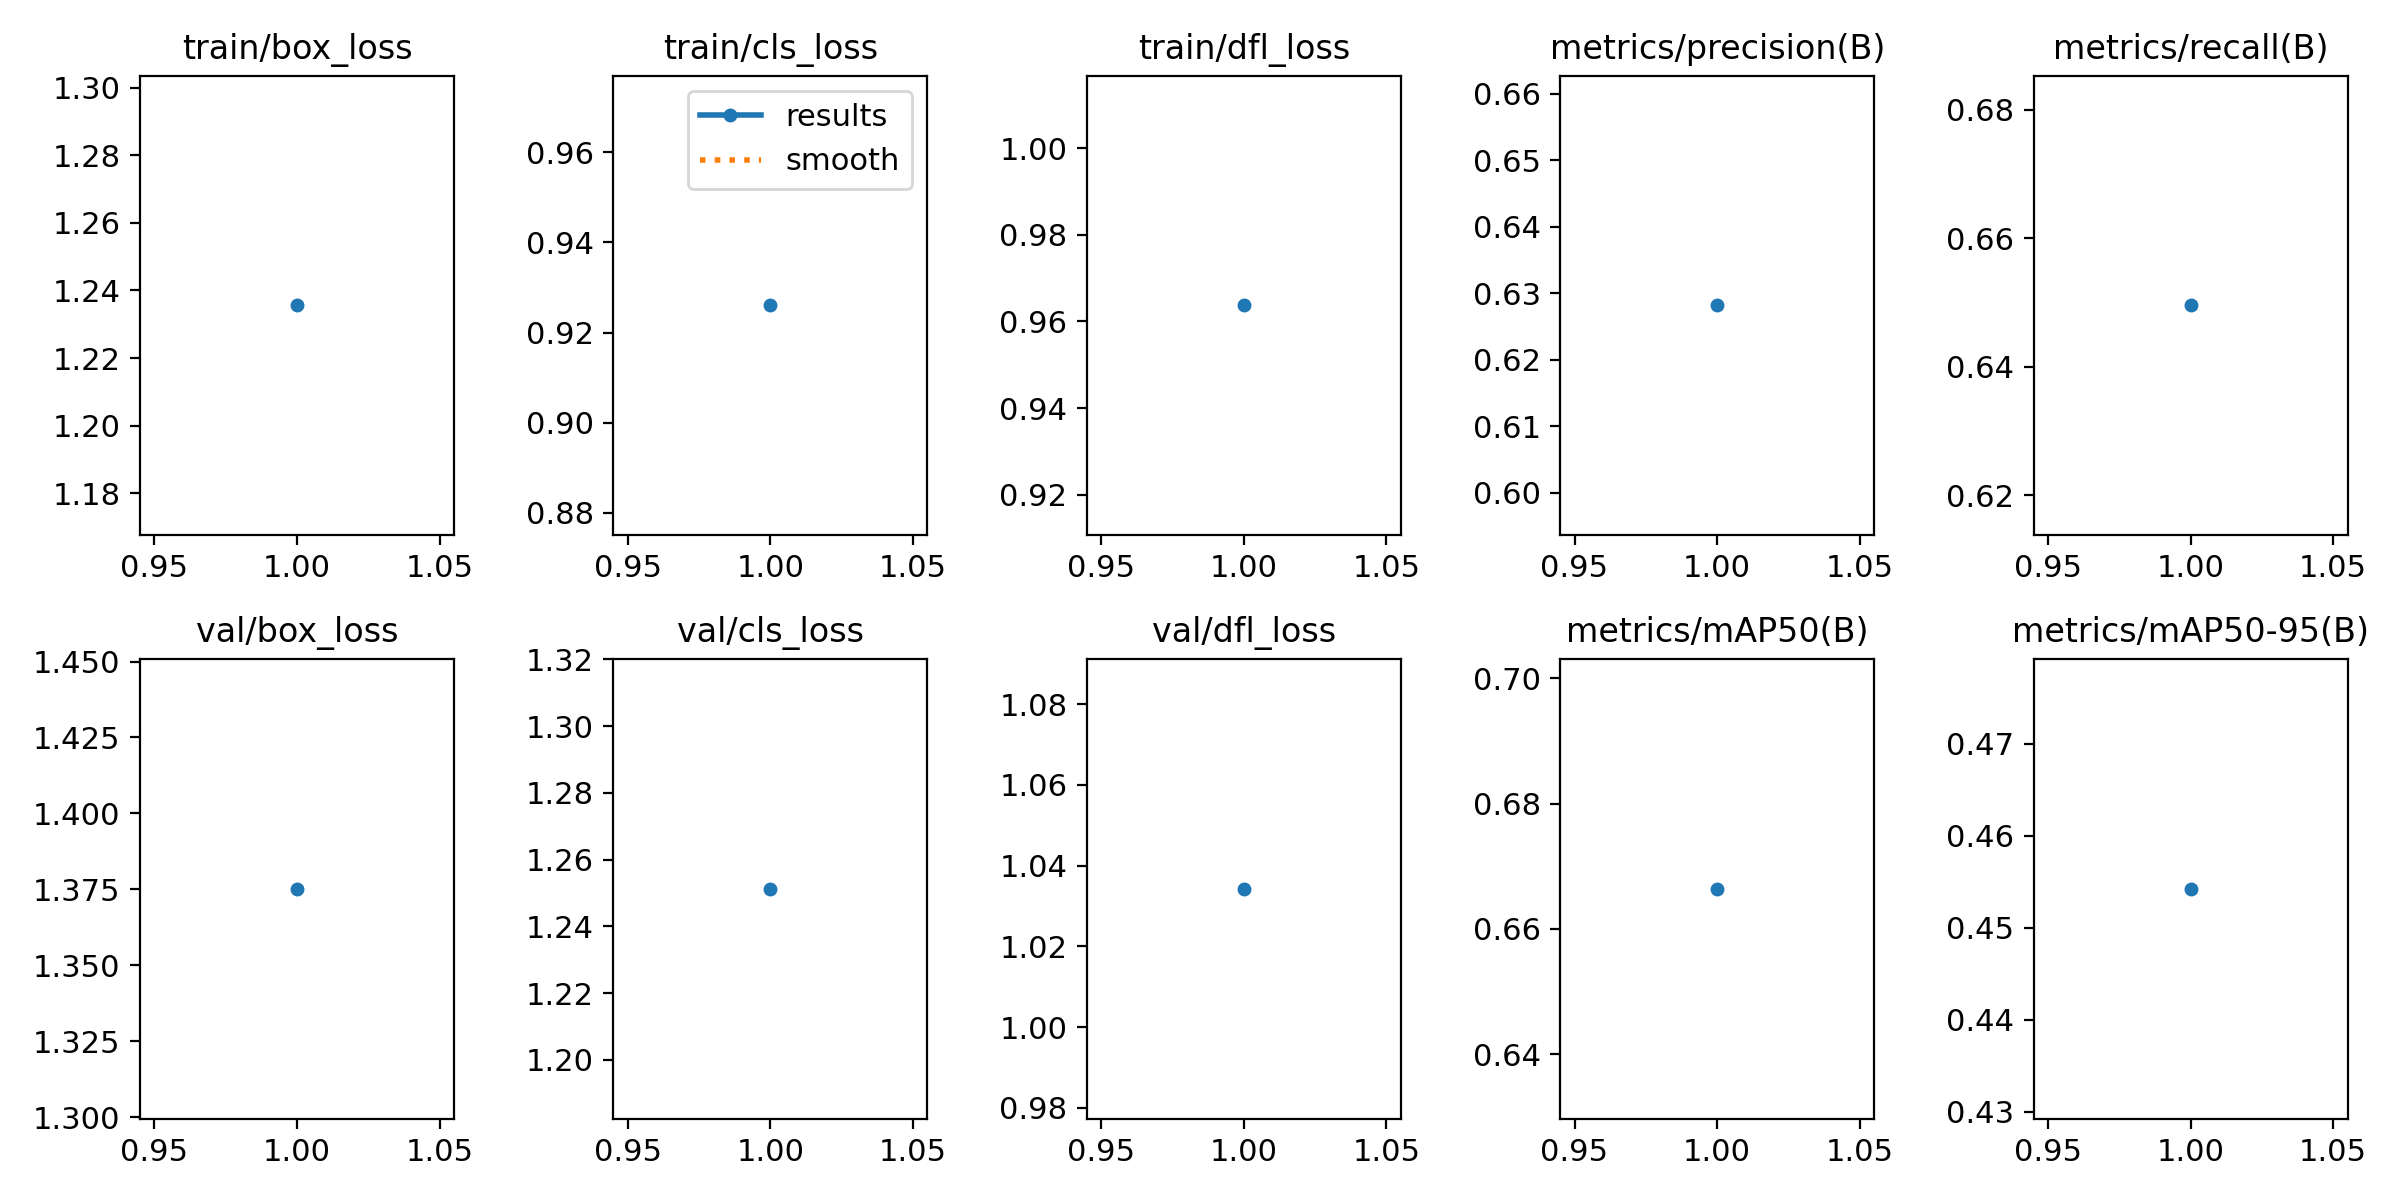 train/box_loss
1.30
1.28
1.26
1.24
1.22
1.20
1.18
0.95 1.00 1.05
train/cls_loss
results
smooth
0.96
0.94
0.92
0.90
0.88
0.95 1.00 1.05
train/dfl_loss
1.00
0.98
0.96
0.94
0.92
0.95 1.00 1.05
metrics/precision(B)
0.66
0.65
0.64
0.63
0.62
0.61
0.60
0.95 1.00 1.05
metrics/recall(B)
0.68
0.66
0.64
0.62
0.95 1.00 1.05
val/box_loss
1.450
1.425
1.400
1.375
1.350
1.325
1.300
0.95 1.00 1.05
val/cls_loss
1.32
1.30
1.28
1.26
1.24
1.22
1.20
0.95 1.00 1.05
val/dfl_loss
1.08
1.06
1.04
1.02
1.00
0.98
0.95 1.00 1.05
metrics/mAP50(B)
0.70
0.68
0.66
0.64
0.95 1.00 1.05
metrics/mAP50-95(B)
0.47
0.46
0.45
0.44
0.43
0.95 1.00 1.05